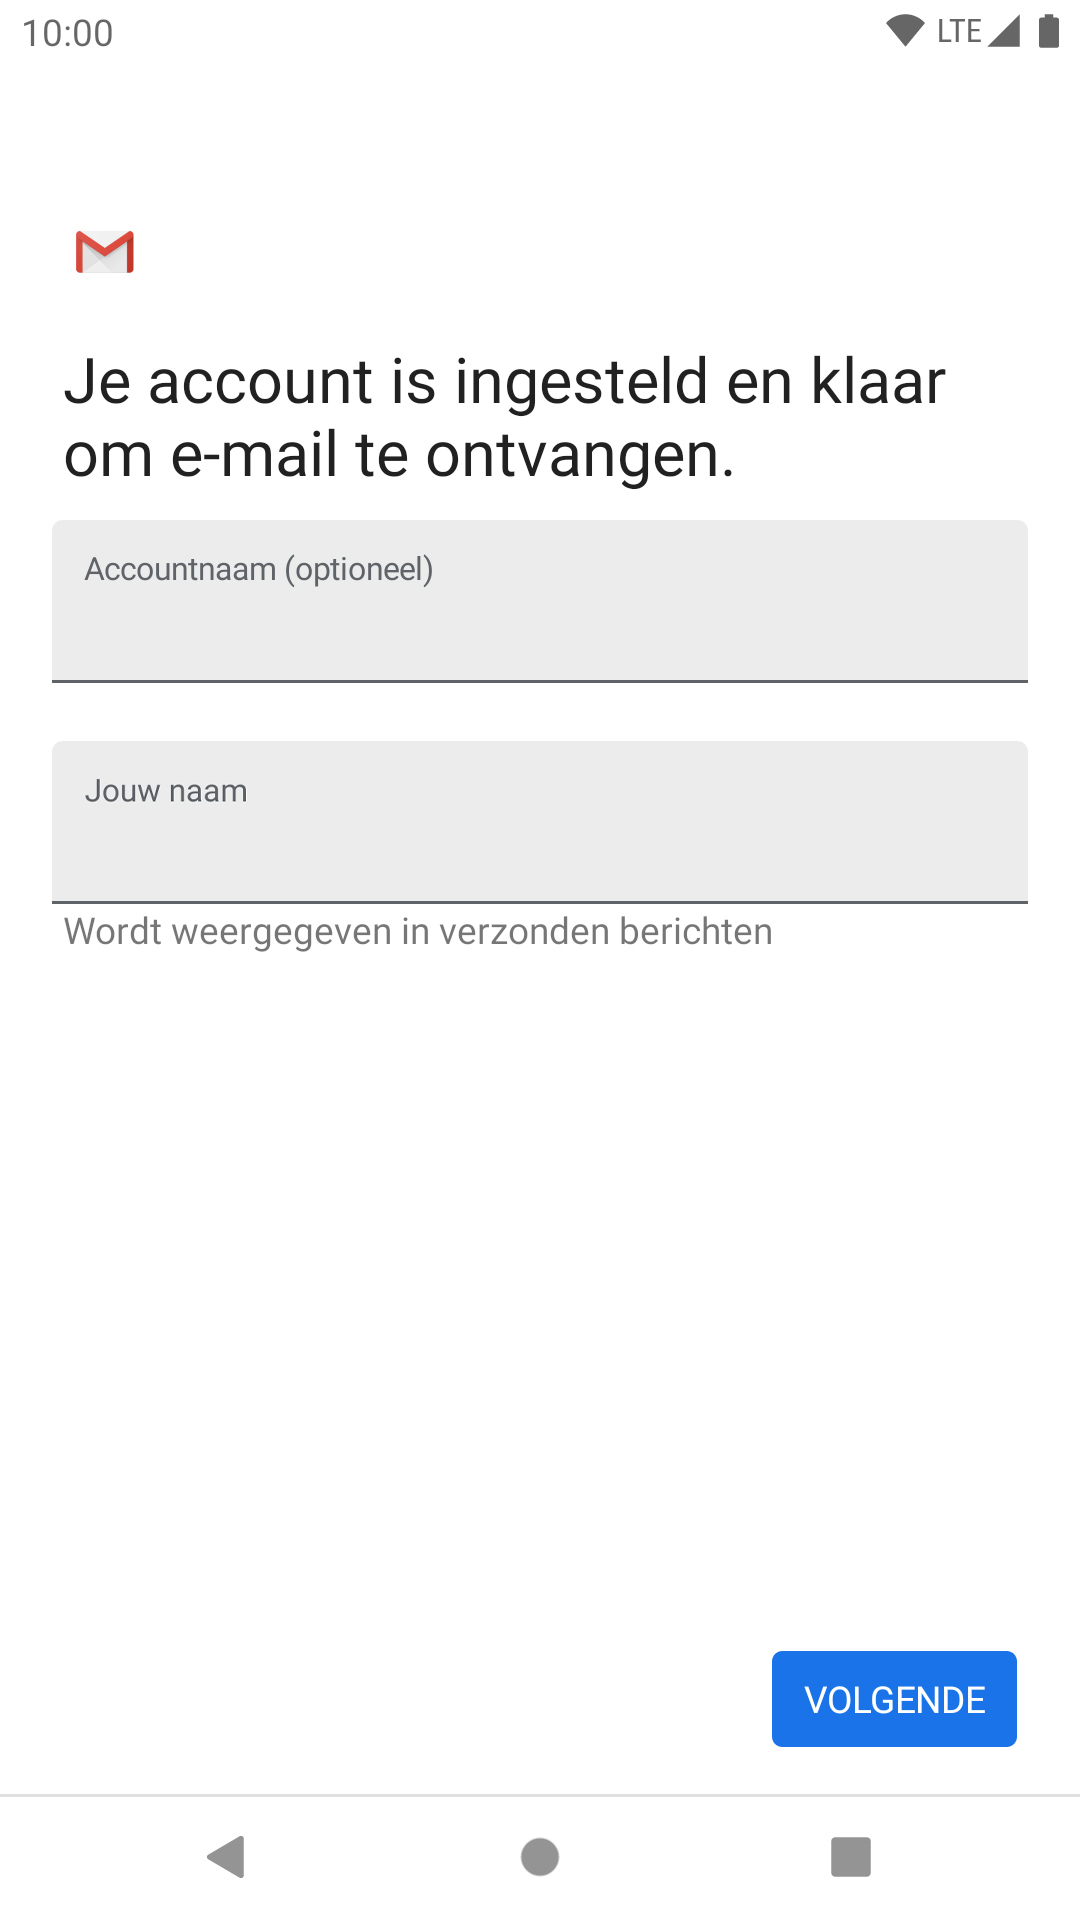 10:00
LTE
Je account is ingesteld en klaar
om e-mail te ontvangen.
Accountnaam (optioneel)
Jouw naam
Wordt weergegeven in verzonden berichten
VOLGENDE